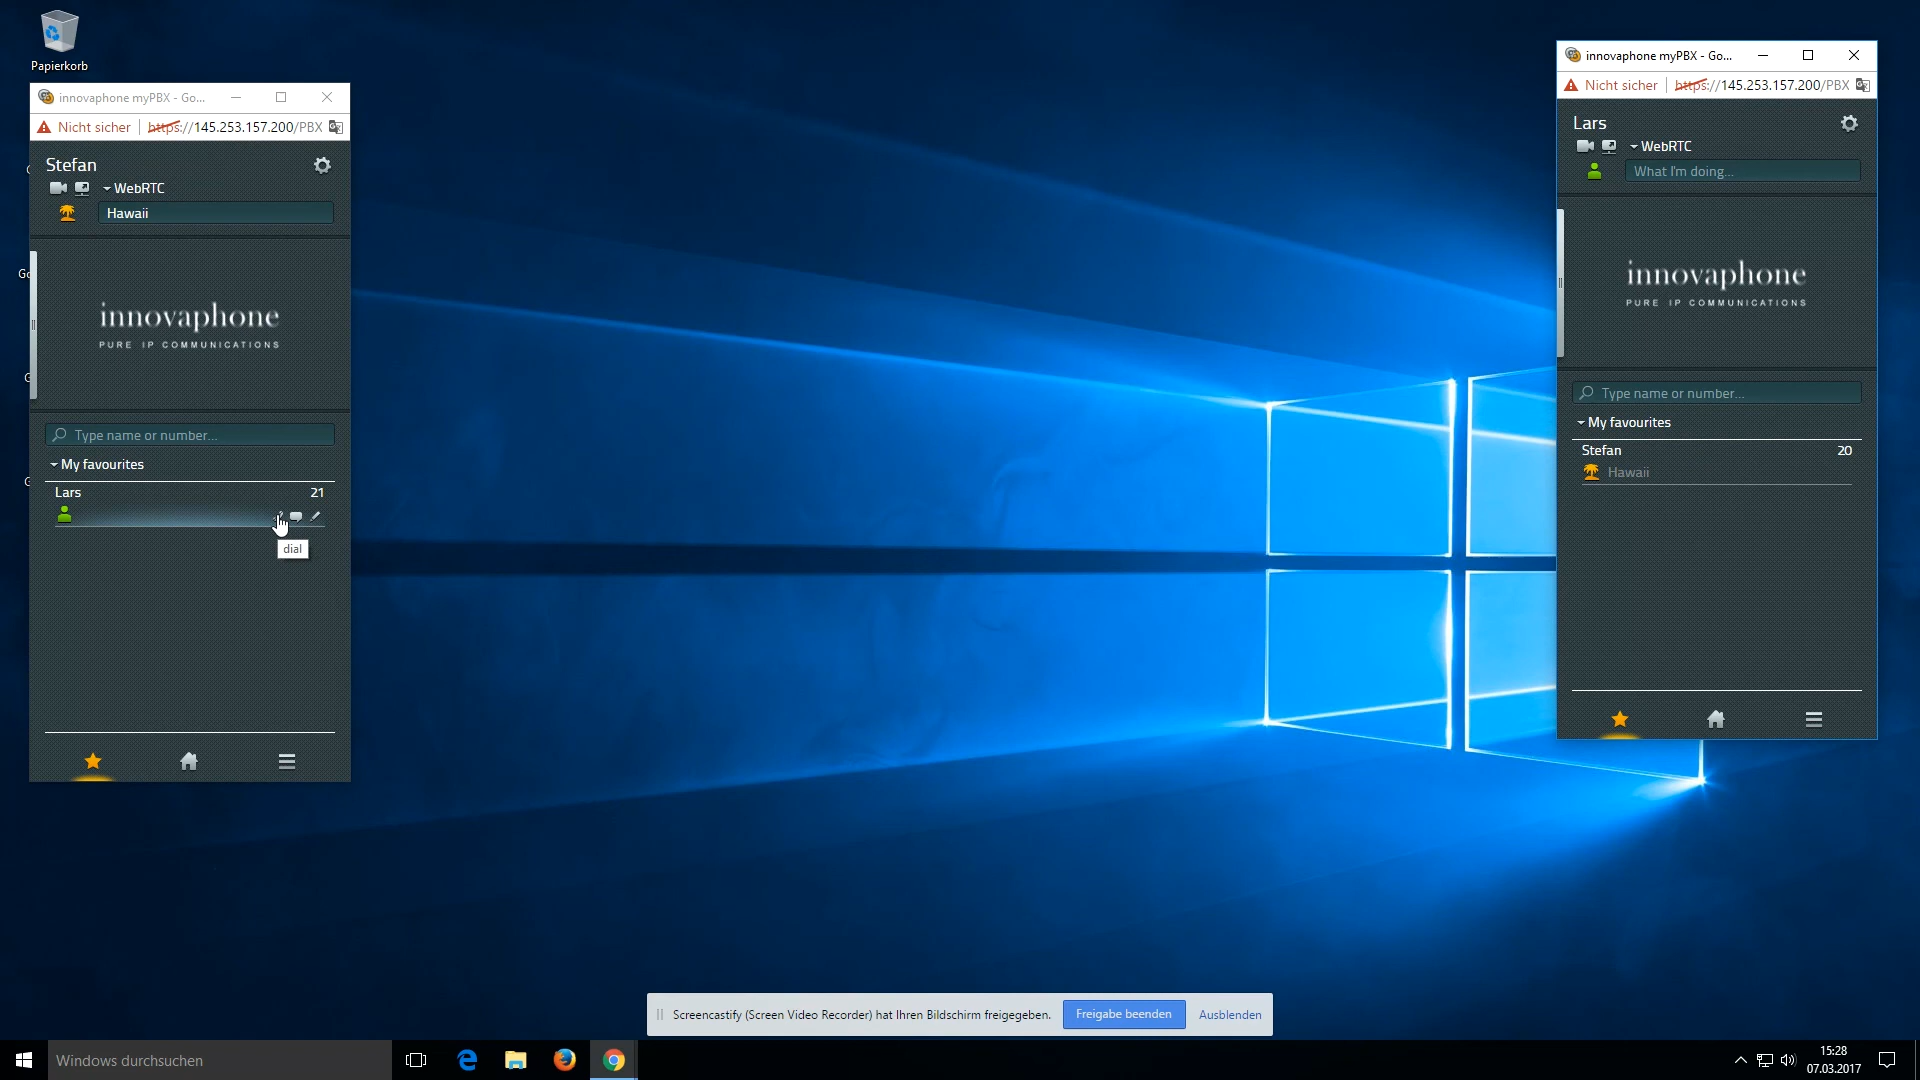 Papierkorb
innovaphone myPBX - Go...
Nicht sicher
https://145.253.157.200/PBX
Stefan
WebRTC
Hawaii
innovaphone
PURE IP COMMUNICATIONS
Type name or number...
My favourites
Lars 21
dial
innovaphone myPBX - Go...
Nicht sicher
https://145.253.157.200/PBX
Lars
WebRTC
What I'm doing...
innovaphone
PURE IP COMMUNICATIONS
Type name or number...
My favourites
Stefan 20
Hawaii
Screencastify (Screen Video Recorder) hat Ihren Bildschirm freigegeben.
Freigabe beenden
Ausblenden
Windows durchsuchen
15:28
07.03.2017